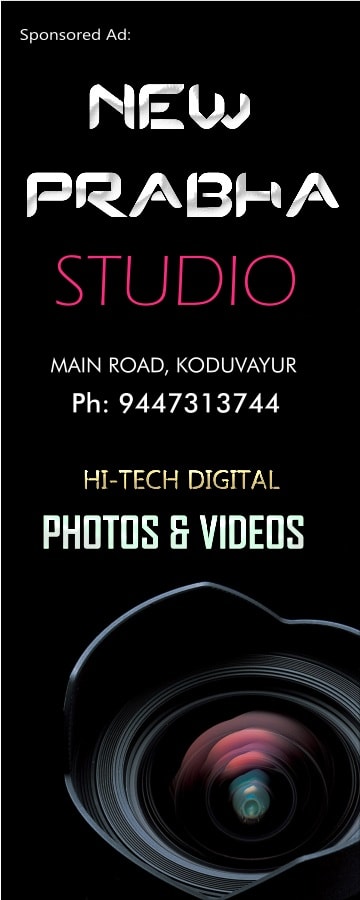 Sponsored Ad:
NEW
PRABHA
STUDIO
MAIN ROAD, KODUVAYUR
Ph: 9447313744
HI-TECH DIGITAL
PHOTOS & VIDEOS